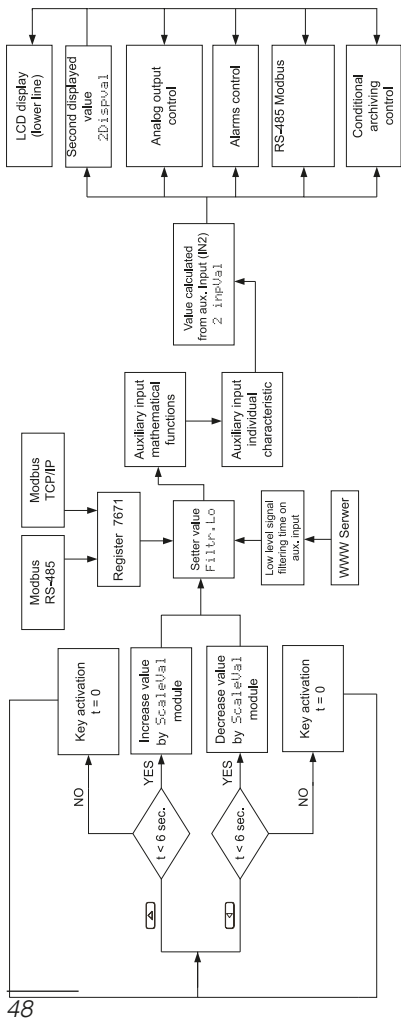 Key activation
t = 0
NO
t < 6 sec.
YES
Increase value
by ScaleVal
module
t < 6 sec.
YES
Decrease value
by ScaleVal
module
NO
Key activation
t = 0
Modbus
RS-485
Modbus
TCP/IP
Register 7671
Setter value
Filtr.Lo
Low level signal
filtering time on
aux. input
WWW Serwer
Auxiliary input
mathematical
functions
Auxiliary input
individual
characteristic
Value calculated
from aux. Input (IN2)
2 inpVal
LCD display
(lower line)
Second displayed
value
2DispVal
Analog output
control
Alarms control
RS-485 Modbus
Conditional
archiving
control
48